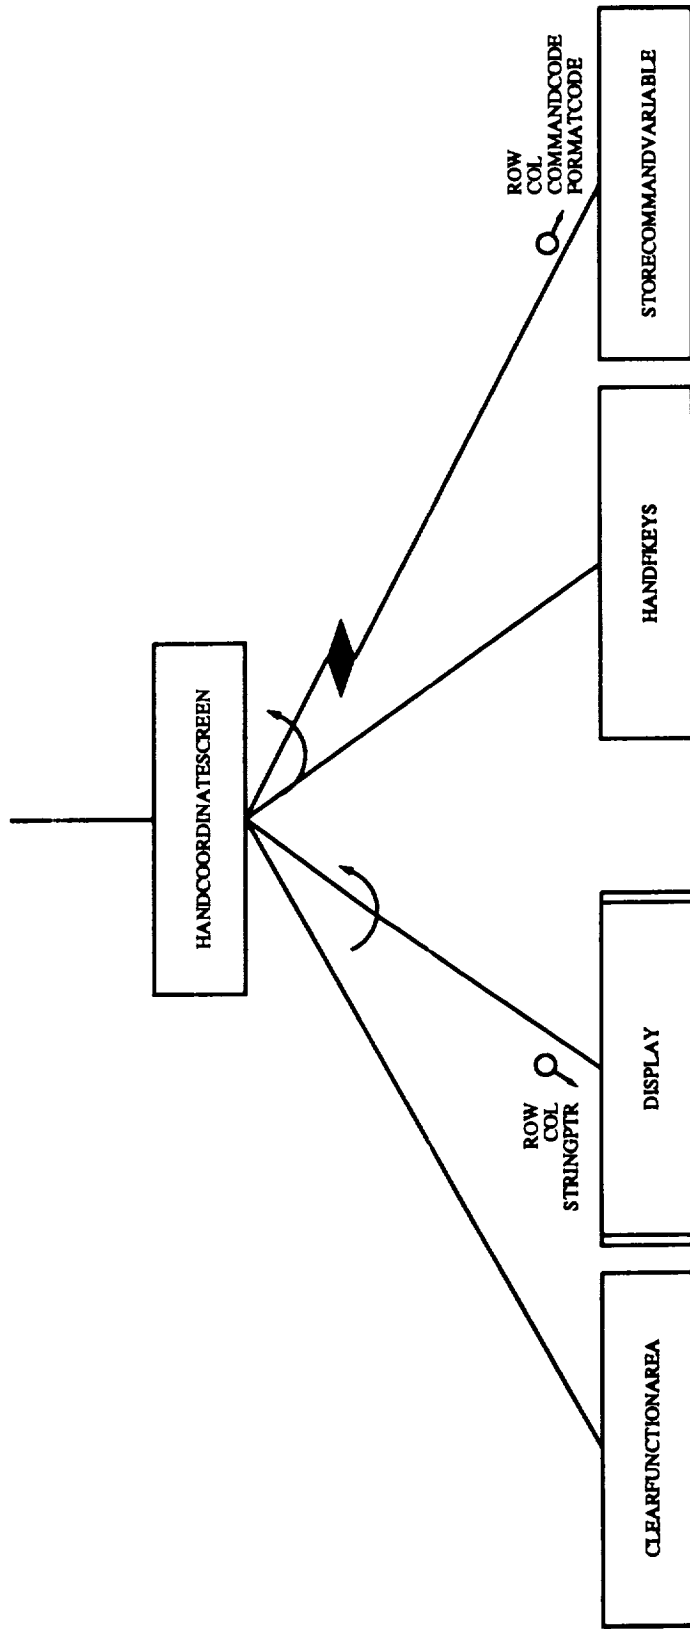 HANDCOORDINATESCREEN
ROW
COL
STRINGPTR
ROW
COL
COMMANDCODE
FORMATCODE
CLEARFUNCTIONAREA
DISPLAY
HANDFKEYS
STORECOMMANDVARIABLE